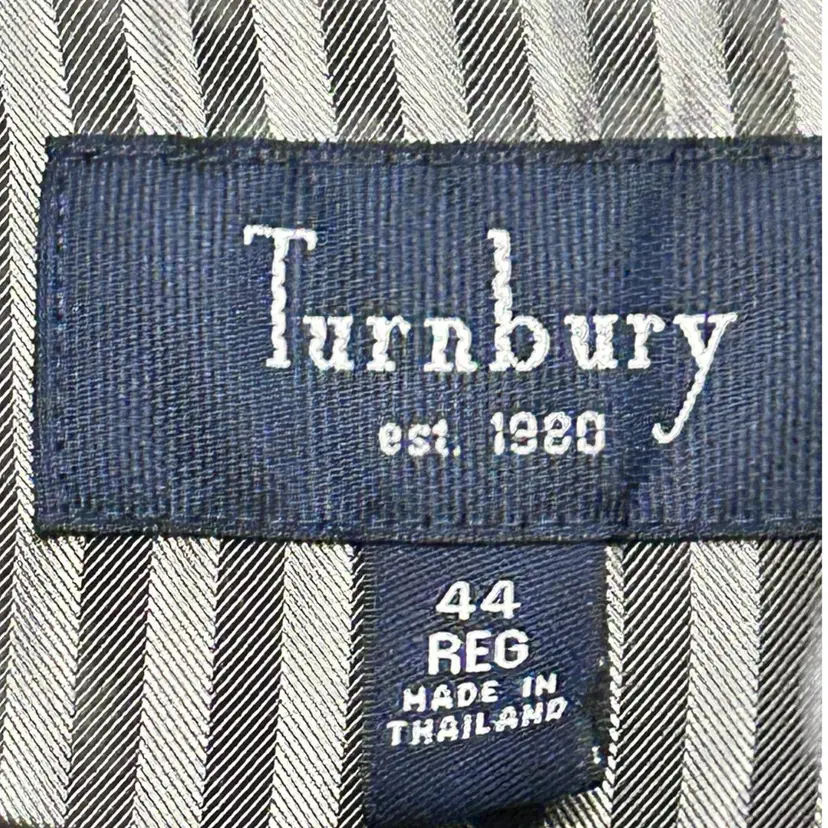 Turnbury
est. 1980
44
REG
MADE IN
THAILAND